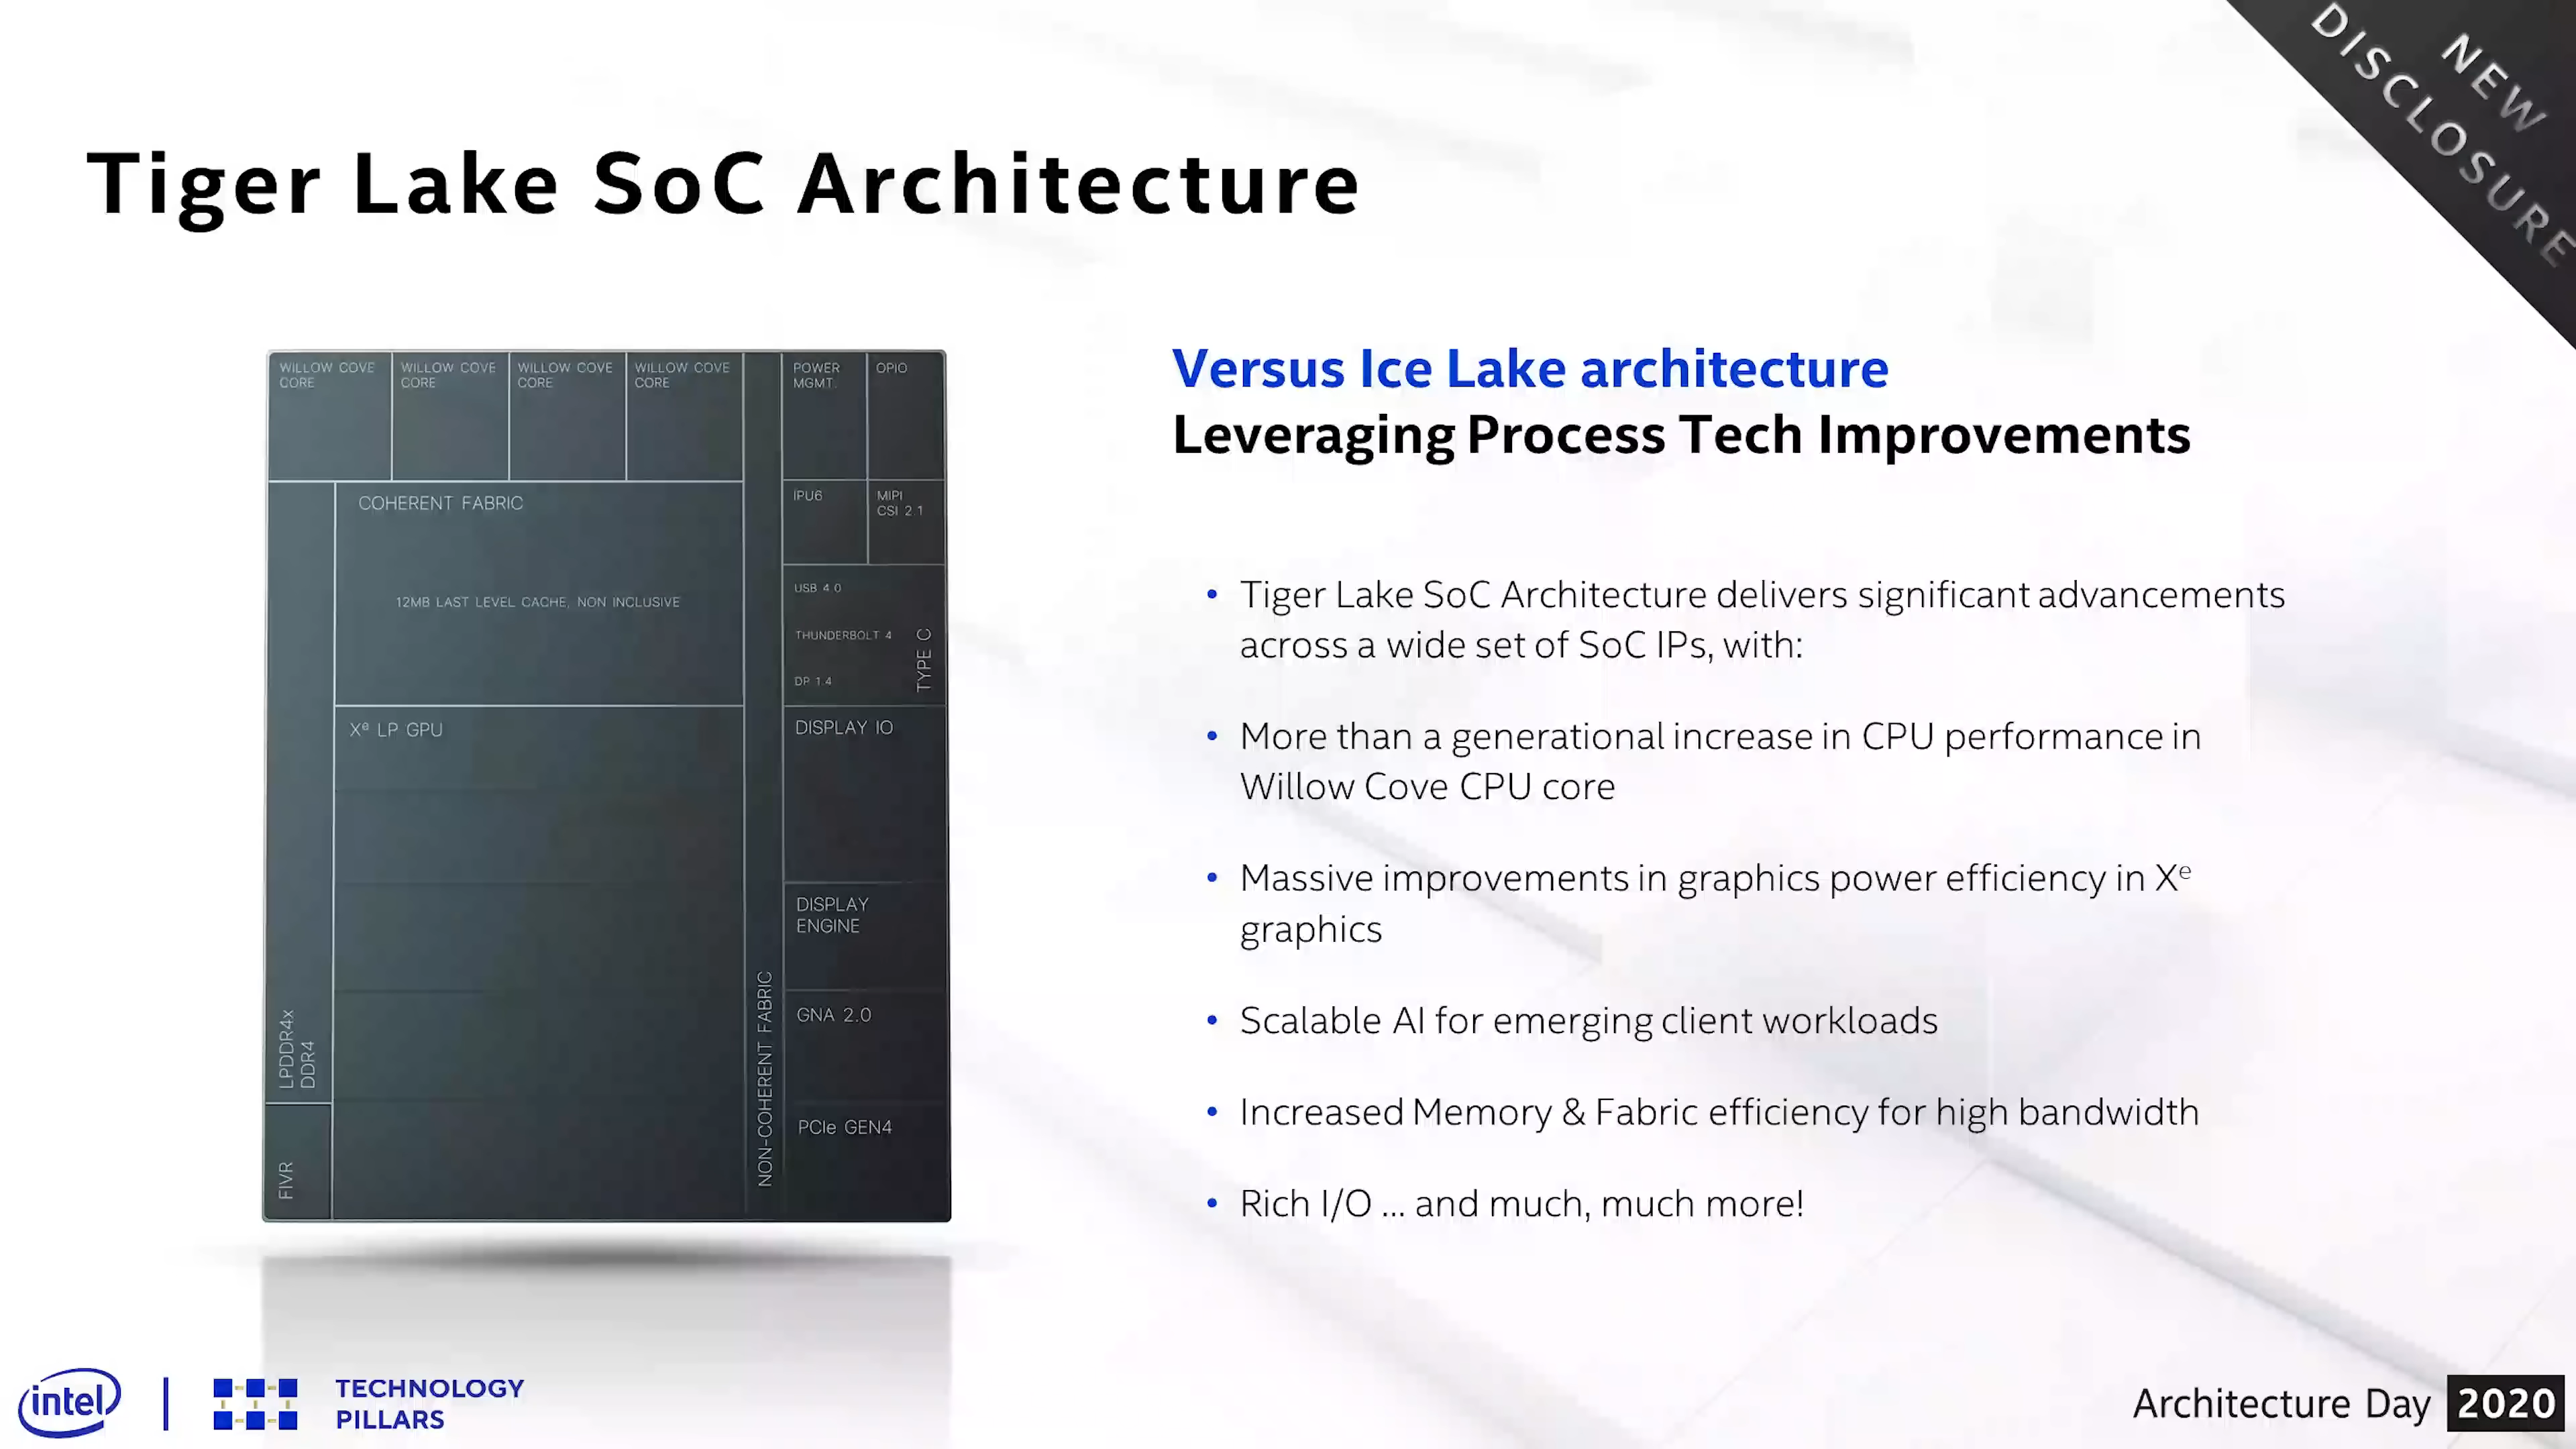 NEW
DISCLOSURE
Tiger Lake SoC Architecture
WILLOW COVE
CORE
WILLOW COVE
CORE
WILLOW COVE
CORE
WILLOW COVE
CORE
POWER
MGMT.
OPIO
COHERENT FABRIC
12MB LAST LEVEL CACHE, NON INCLUSIVE
IPU6
MIPI
CSI 2.1
USB 4.0
THUNDERBOLT 4
DP 1.4
TYPE C
Xe LP GPU
DISPLAY IO
DISPLAY
ENGINE
GNA 2.0
PCIe GEN4
LPDDR4x
DDR4
FIVR
NON-COHERENT FABRIC
Versus Ice Lake architecture
Leveraging Process Tech Improvements
• Tiger Lake SoC Architecture delivers significant advancements
across a wide set of SoC IPs, with:
• More than a generational increase in CPU performance in
Willow Cove CPU core
• Massive improvements in graphics power efficiency in Xe
graphics
• Scalable AI for emerging client workloads
• Increased Memory & Fabric efficiency for high bandwidth
• Rich I/O ... and much, much more!
intel
TECHNOLOGY
PILLARS
Architecture Day 2020